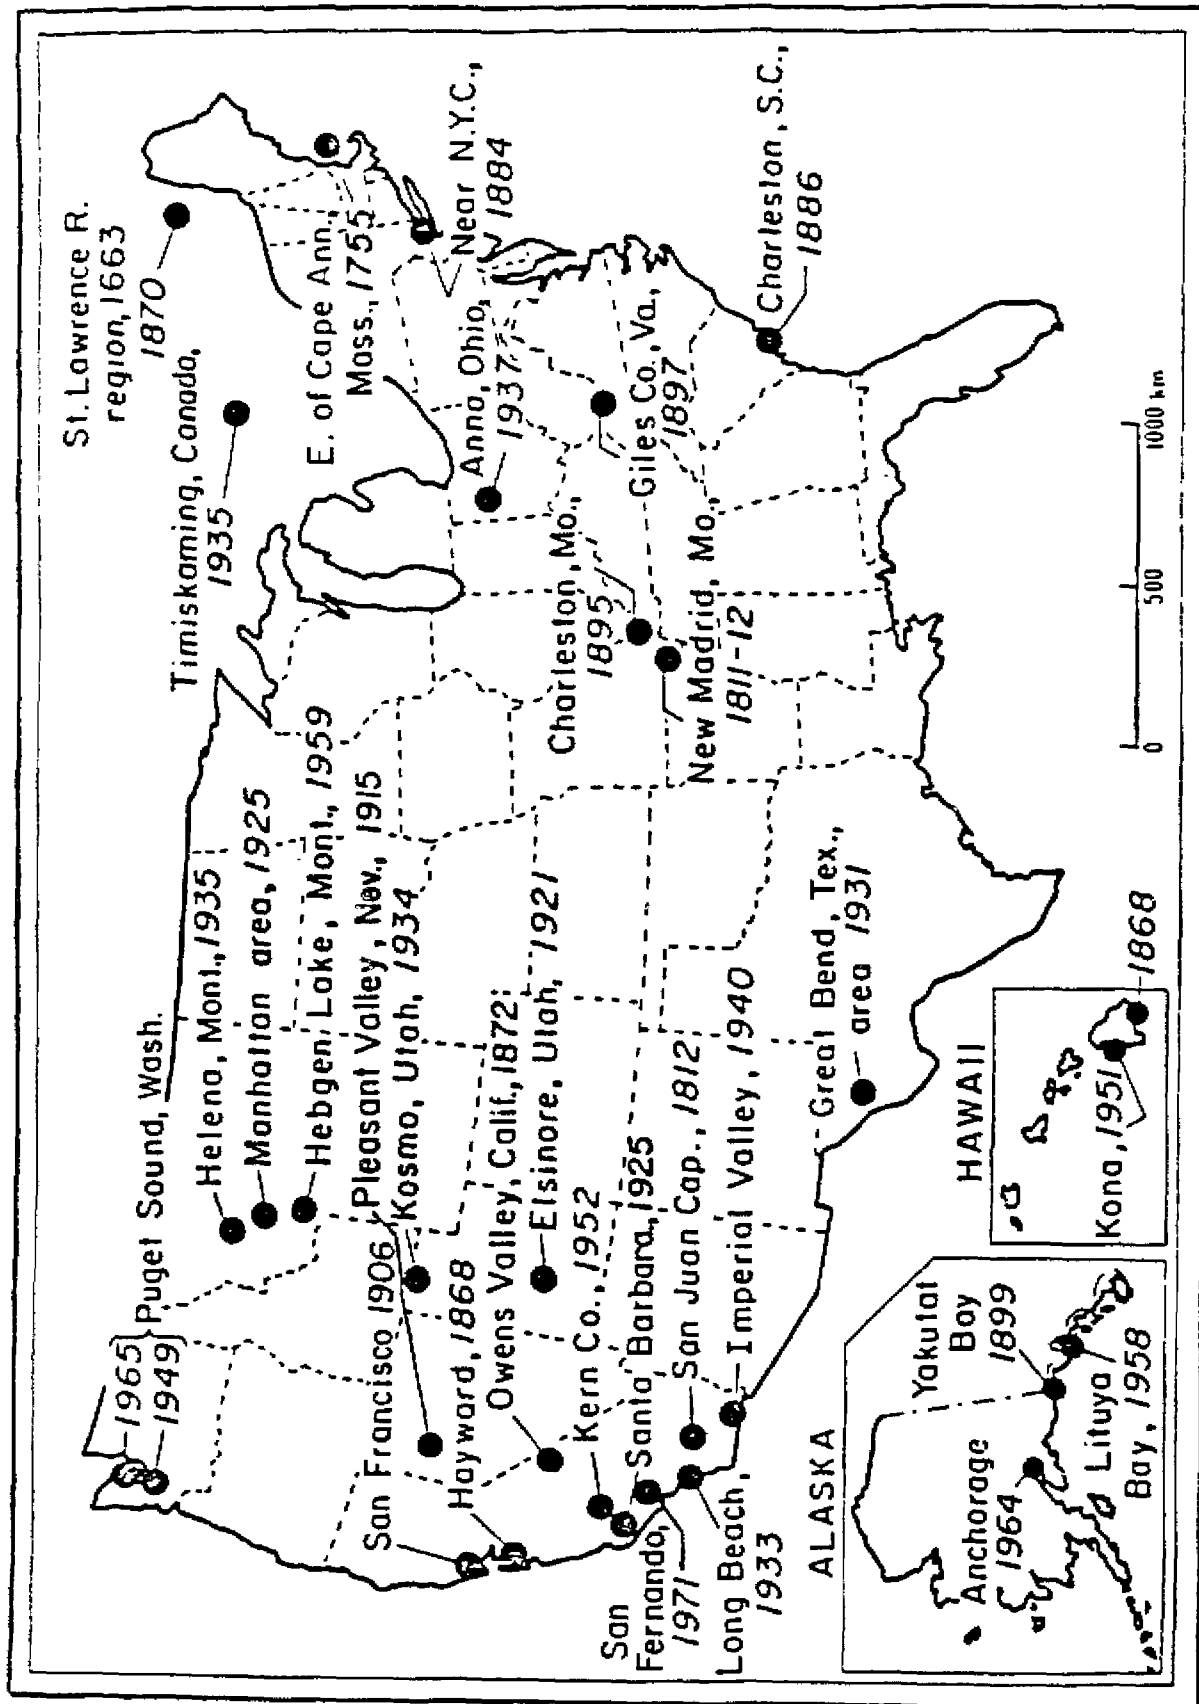 St. Lawrence R.
region, 1663
1870
Timiskaming, Canada,
1935
E. of Cape Ann,
Mass., 1755
Near N.Y.C.,
1884
Anna, Ohio,
1937
Charleston, S.C.,
1886
Giles Co., Va.,
1897
Charleston, Mo.,
1895
New Madrid, Mo.,
1811-12
Puget Sound, Wash.
1965
1949
Helena, Mont., 1935
Manhattan area, 1925
Hebgen Lake, Mont., 1959
Pleasant Valley, Nev., 1915
Kosmo, Utah, 1934
San Francisco 1906
Hayward, 1868
Owens Valley, Calif., 1872
Elsinore, Utah, 1921
Kern Co., 1952
Santa Barbara, 1925
San Juan Cap., 1812
Imperial Valley, 1940
San
Fernando,
1971
Long Beach,
1933
Great Bend, Tex.,
area 1931
ALASKA
Yakutat
Bay
1899
Anchorage
1964
Lituya
Bay, 1958
HAWAII
Kona, 1951
1868
0 500 1000 km